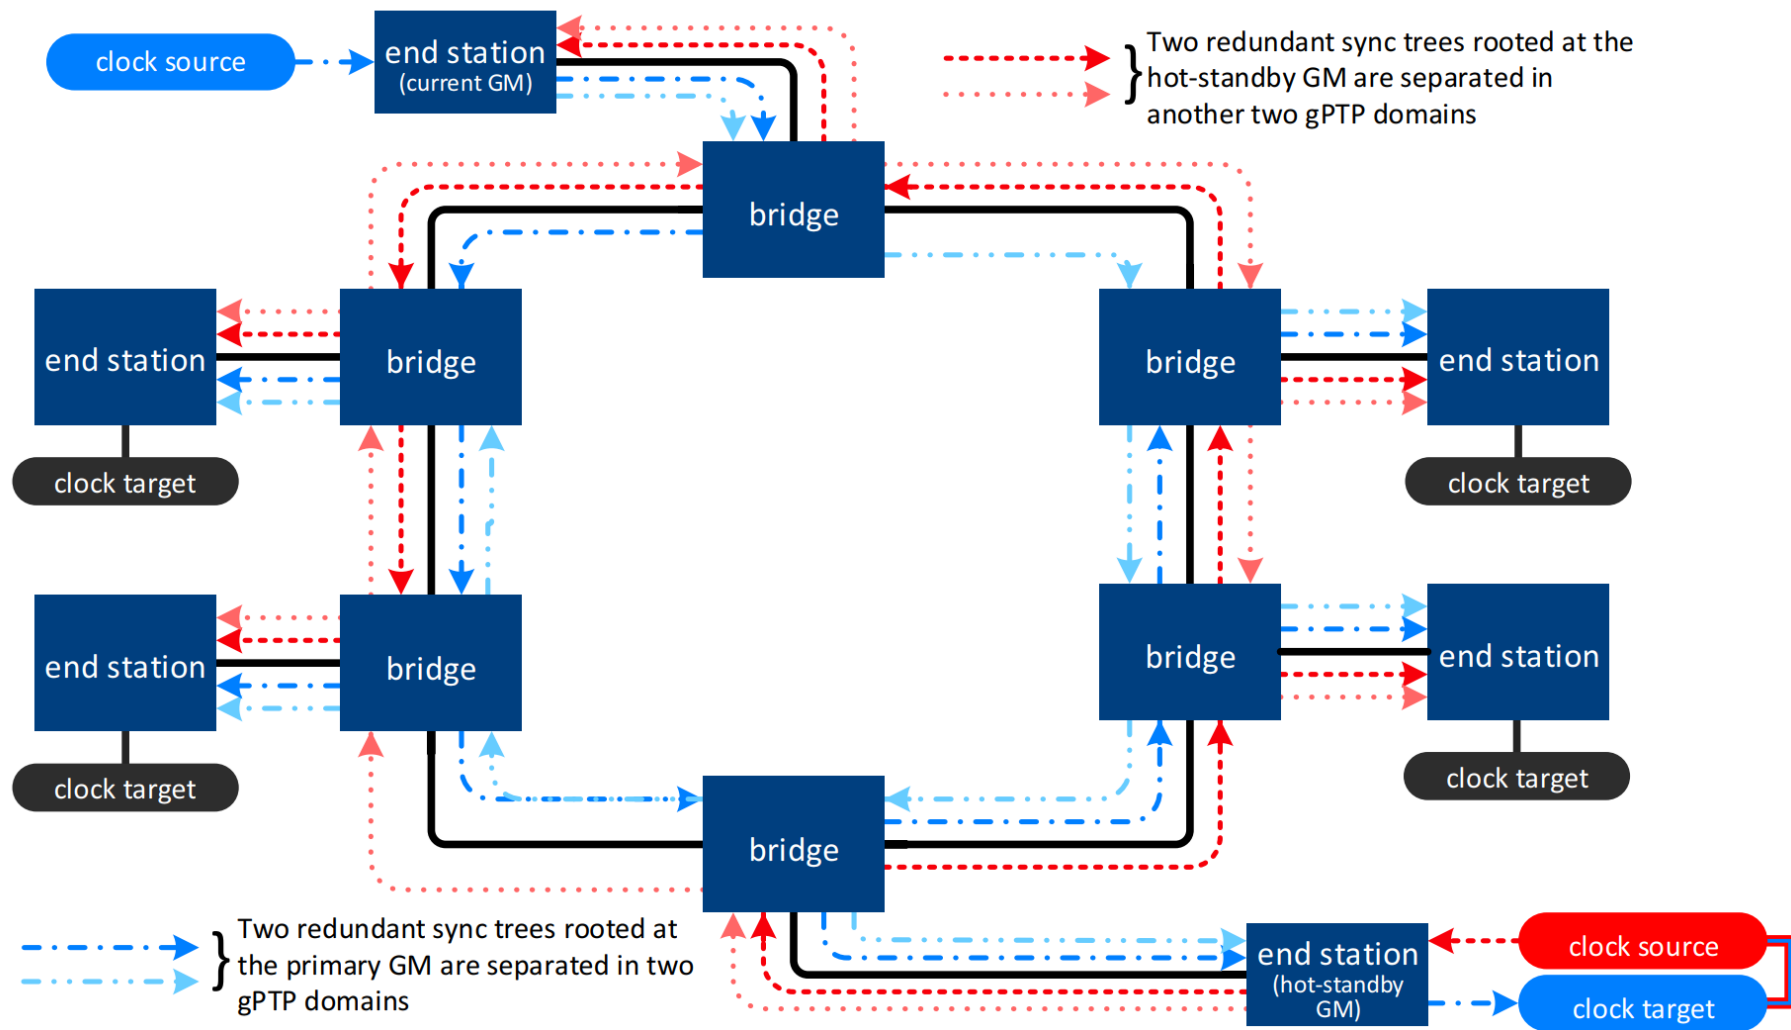 clock source
end station
(current GM)
Two redundant sync trees rooted at the
hot-standby GM are separated in
another two gPTP domains
bridge
end station
bridge
bridge
end station
clock target
clock target
end station
bridge
bridge
end station
clock target
clock target
bridge
Two redundant sync trees rooted at
the primary GM are separated in two
gPTP domains
end station
(hot-standby
GM)
clock source
clock target